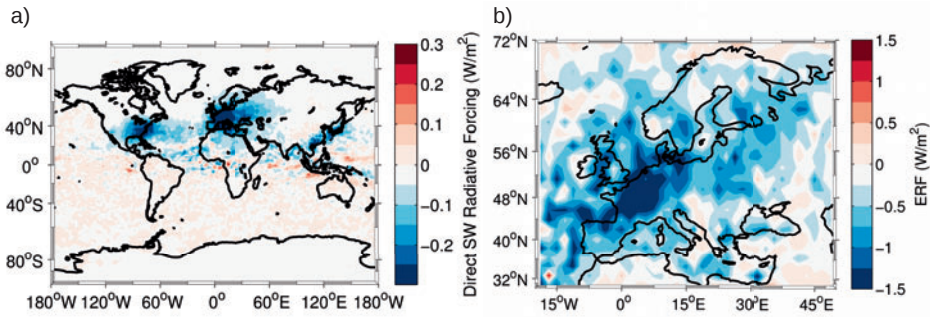 a)
80°N
40°N
0°
40°S
80°S
180°W 120°W 60°W 0° 60°E 120°E 180°W
0.3
0.2
0.1
0
−0.1
−0.2
Direct SW Radiative Forcing (W/m²)
b)
72°N
64°N
56°N
48°N
40°N
32°N
15°W 0° 15°E 30°E 45°E
1.5
1
0.5
0
−0.5
−1
−1.5
ERF (W/m²)